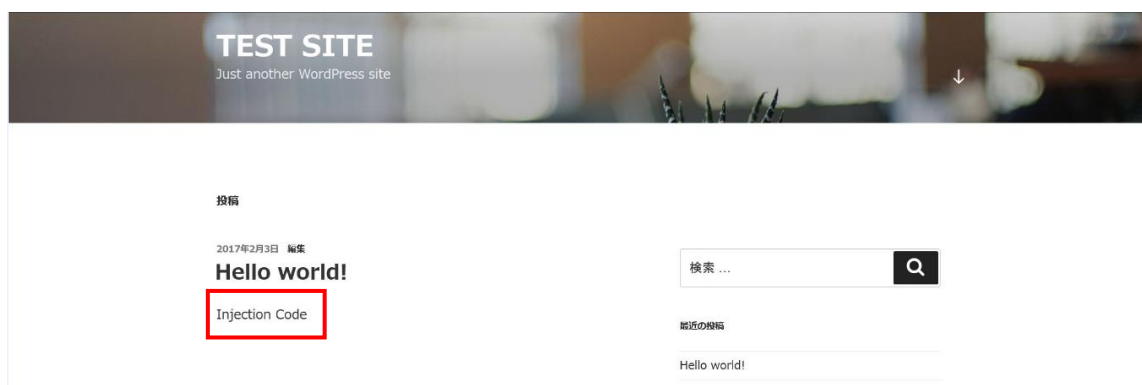 TEST SITE
Just another WordPress site
↓
投稿
2017年2月3日 編集
Hello world!
Injection Code
検索 …
最近の投稿
Hello world!